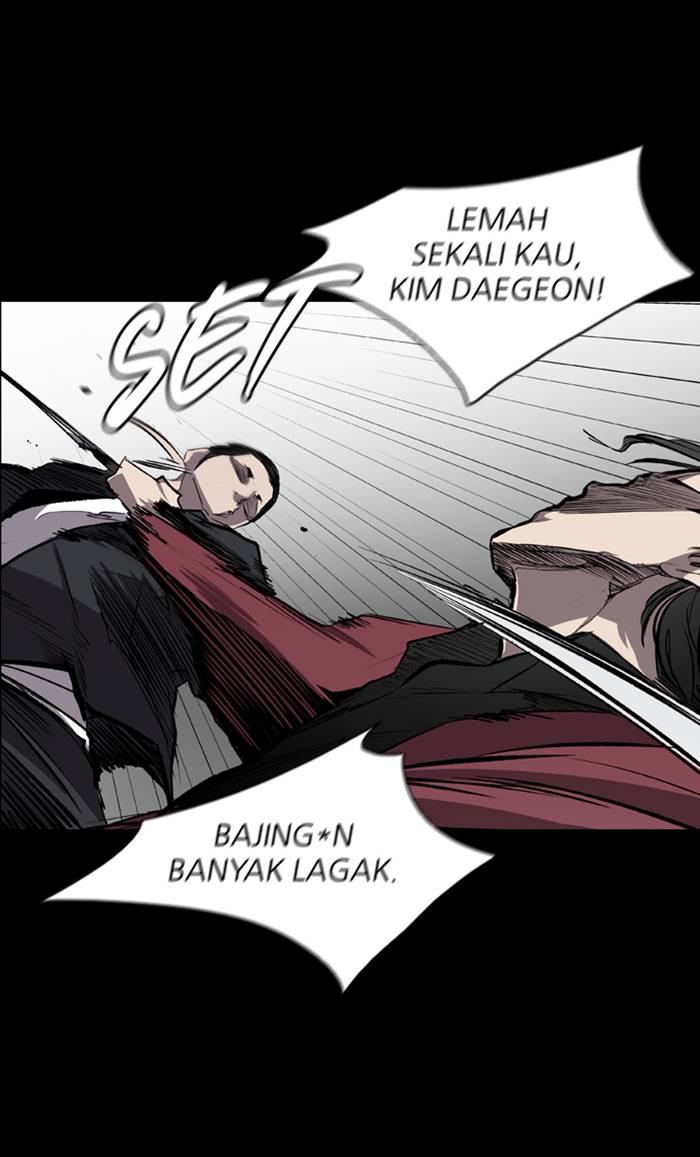 LEMAH
SEKALI KAU,
KIM DAEGEON!
SET
BAJING*N
BANYAK LAGAK.